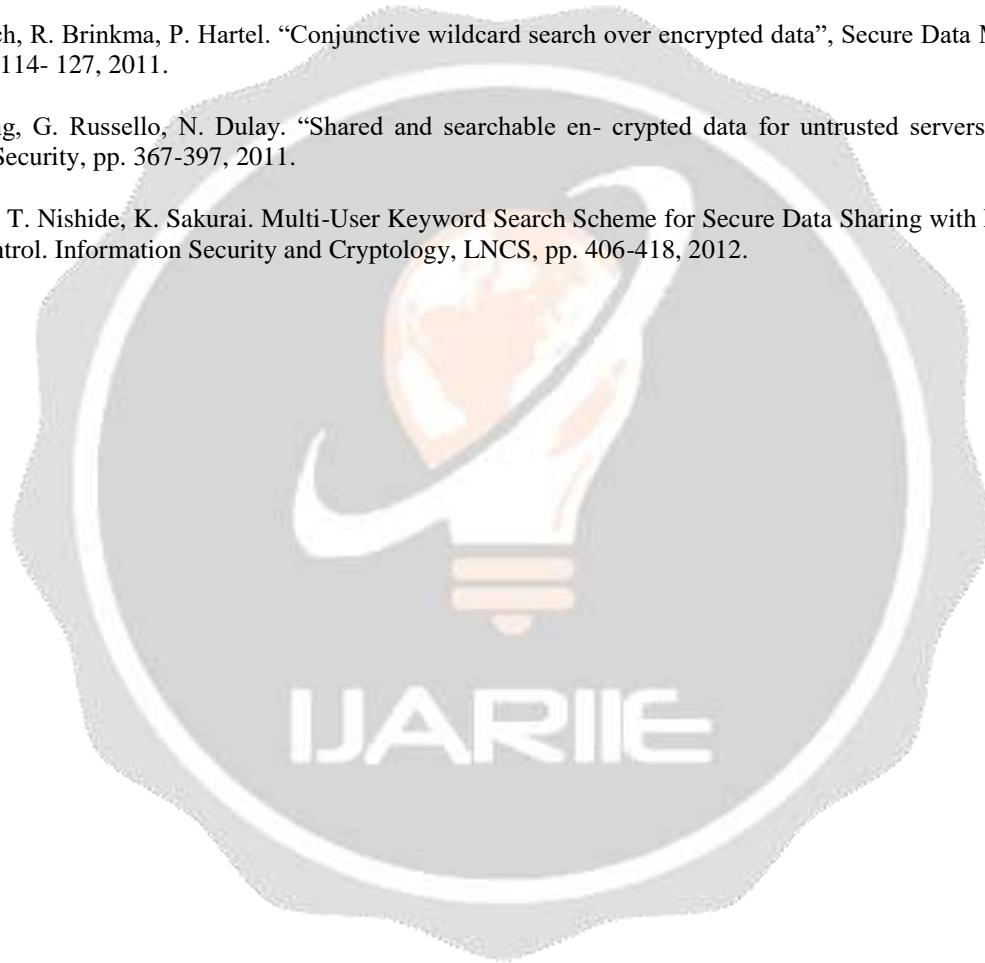 ch, R. Brinkma, P. Hartel. “Conjunctive wildcard search over encrypted data”, Secure Data
114- 127, 2011.
ng, G. Russello, N. Dulay. “Shared and searchable en- crypted data for untrusted servers
Security, pp. 367-397, 2011.
T. Nishide, K. Sakurai. Multi-User Keyword Search Scheme for Secure Data Sharing with
ntrol. Information Security and Cryptology, LNCS, pp. 406-418, 2012.
IJARIIE